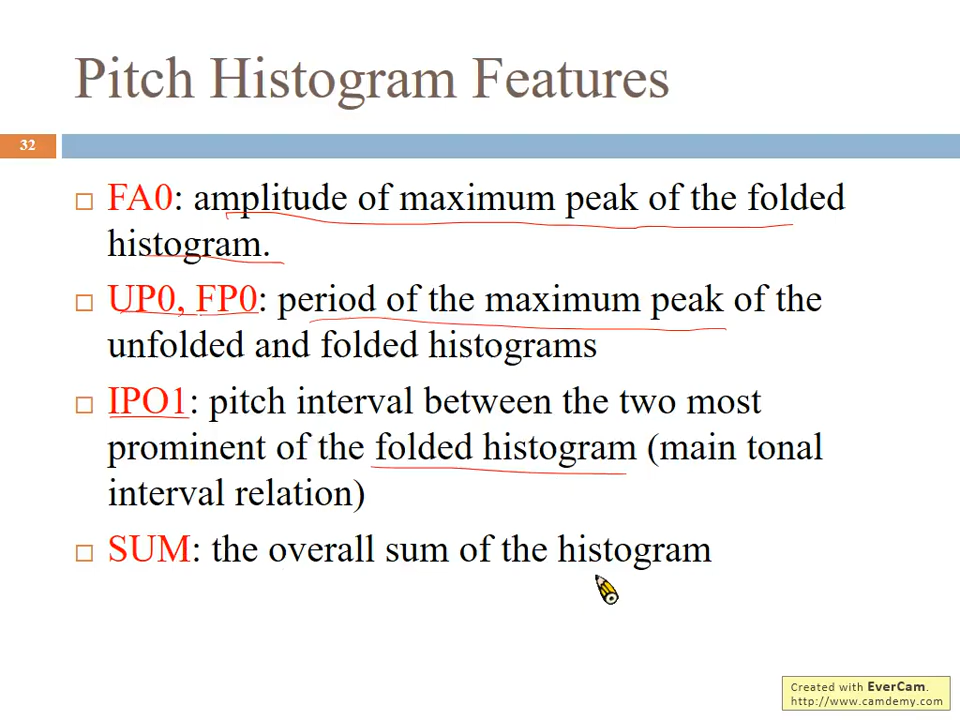 Pitch Histogram Features
32
□ FA0: amplitude of maximum peak of the folded
histogram.
□ UP0, FP0: period of the maximum peak of the
unfolded and folded histograms
□ IPO1: pitch interval between the two most
prominent of the folded histogram (main tonal
interval relation)
□ SUM: the overall sum of the histogram
Created with EverCam.
http://www.camdemy.com